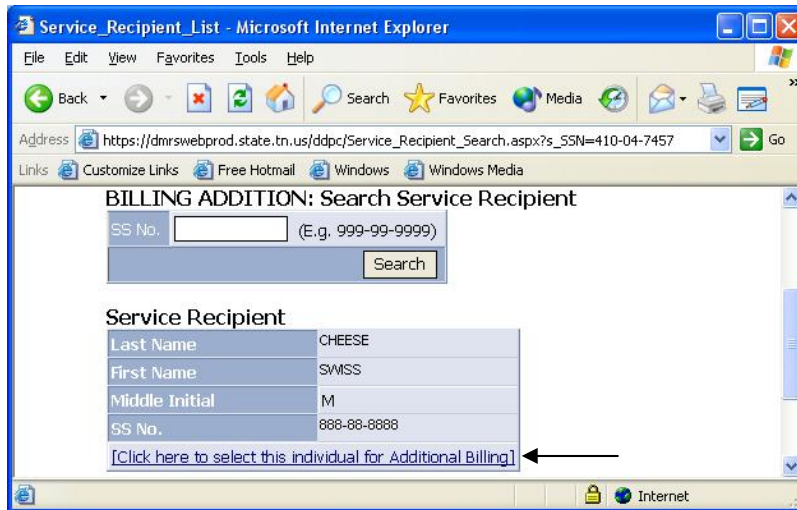 Service_Recipient_List - Microsoft Internet Explorer
File Edit View Favorites Tools Help
Back Search Favorites Media »
Address https://dmrswebprod.state.tn.us/ddpc/Service_Recipient_Search.aspx?s_SSN=410-04-7457 Go
Links Customize Links Free Hotmail Windows Windows Media
BILLING ADDITION: Search Service Recipient
SS No. (E.g. 999-99-9999)
Search
Service Recipient
Last Name CHEESE
First Name SWISS
Middle Initial M
SS No. 888-88-8888
[Click here to select this individual for Additional Billing]
Internet